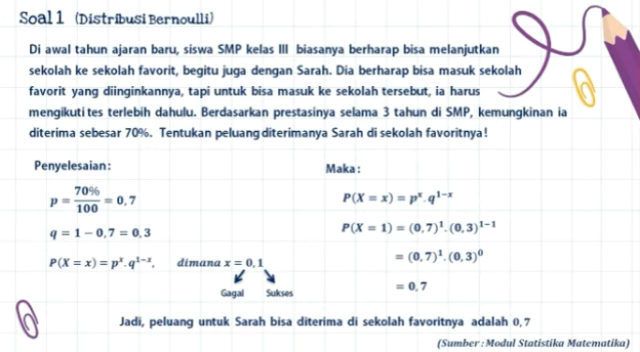 Soal 1 (Distribusi Bernoulli)
Di awal tahun ajaran baru, siswa SMP kelas III biasanya berharap bisa melanjutkan
sekolah ke sekolah favorit, begitu juga dengan Sarah. Dia berharap bisa masuk sekolah
favorit yang diinginkannya, tapi untuk bisa masuk ke sekolah tersebut, ia harus
mengikuti tes terlebih dahulu. Berdasarkan prestasinya selama 3 tahun di SMP, kemungkinan ia
diterima sebesar 70%. Tentukan peluang diterimanya Sarah di sekolah favoritnya!
Penyelesaian:
p = 70%/100 = 0,7
q = 1 − 0,7 = 0,3
P(X = x) = pˣ. q¹⁻ˣ, dimana x = 0,1
Gagal Sukses
Maka:
P(X = x) = pˣ. q¹⁻ˣ
P(X = 1) = (0,7)¹. (0,3)¹⁻¹
= (0,7)¹. (0,3)⁰
= 0,7
Jadi, peluang untuk Sarah bisa diterima di sekolah favoritnya adalah 0,7
(Sumber: Modul Statistika Matematika)